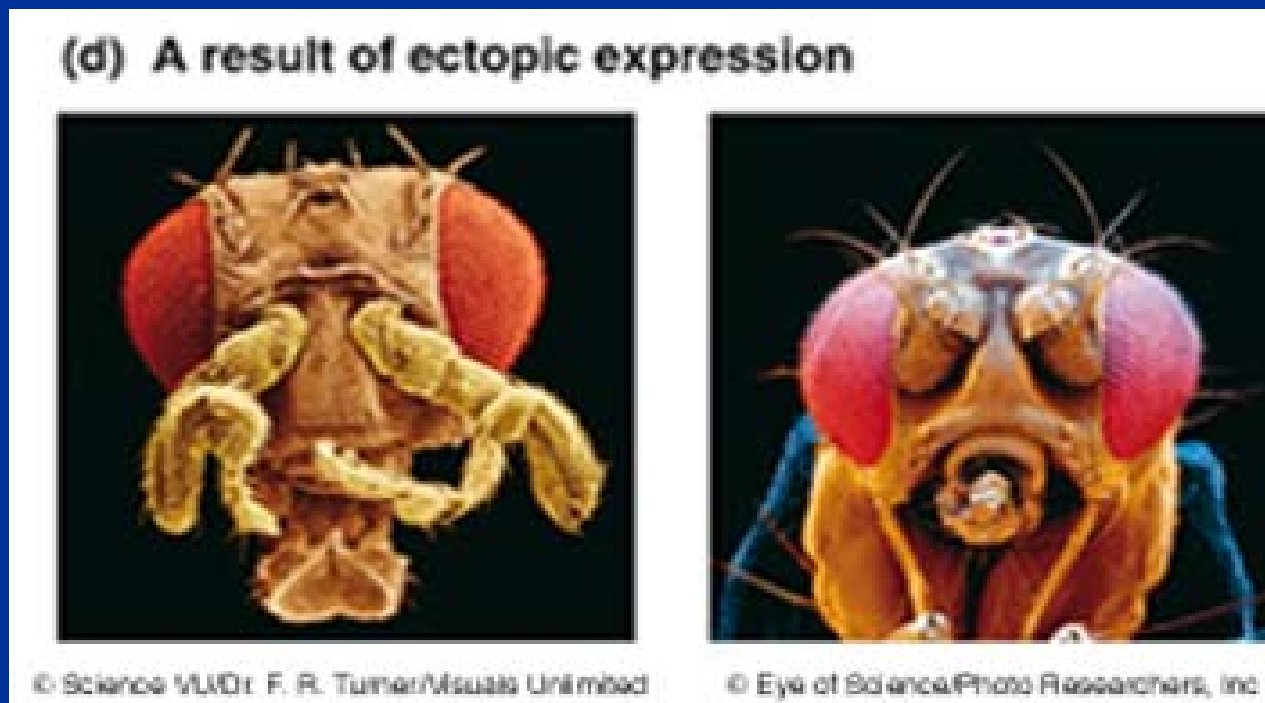 (d) A result of ectopic expression
© Science VU/Dr. F. R. Turner/Visuals Unlimited
© Eye of Science/Photo Researchers, Inc